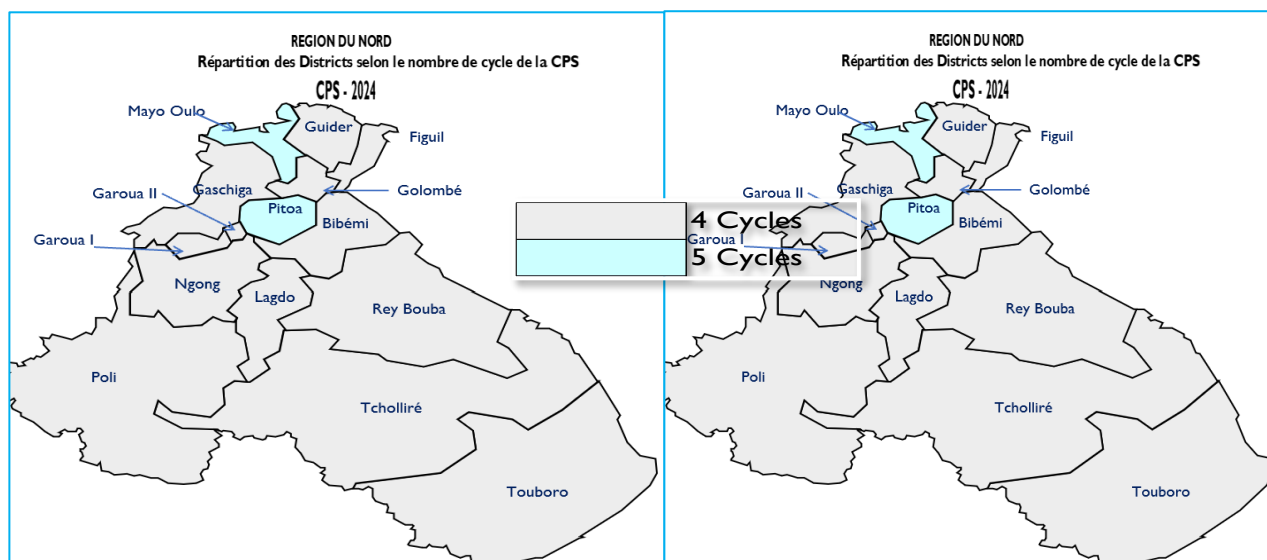 REGION DU NORD
Répartition des Districts selon le nombre de cycle de la CPS
CPS - 2024
Mayo Oulo
Guider
Figuil
Garoua II
Gaschiga
Golombé
Pitoa
Bibémi
Garoua I
Ngong
Lagdo
Rey Bouba
Poli
Tcholliré
Touboro
4 Cycles
5 Cycles
REGION DU NORD
Répartition des Districts selon le nombre de cycle de la CPS
CPS - 2024
Mayo Oulo
Guider
Figuil
Garoua II
Gaschiga
Golombé
Pitoa
Bibémi
Garoua I
Ngong
Lagdo
Rey Bouba
Poli
Tcholliré
Touboro